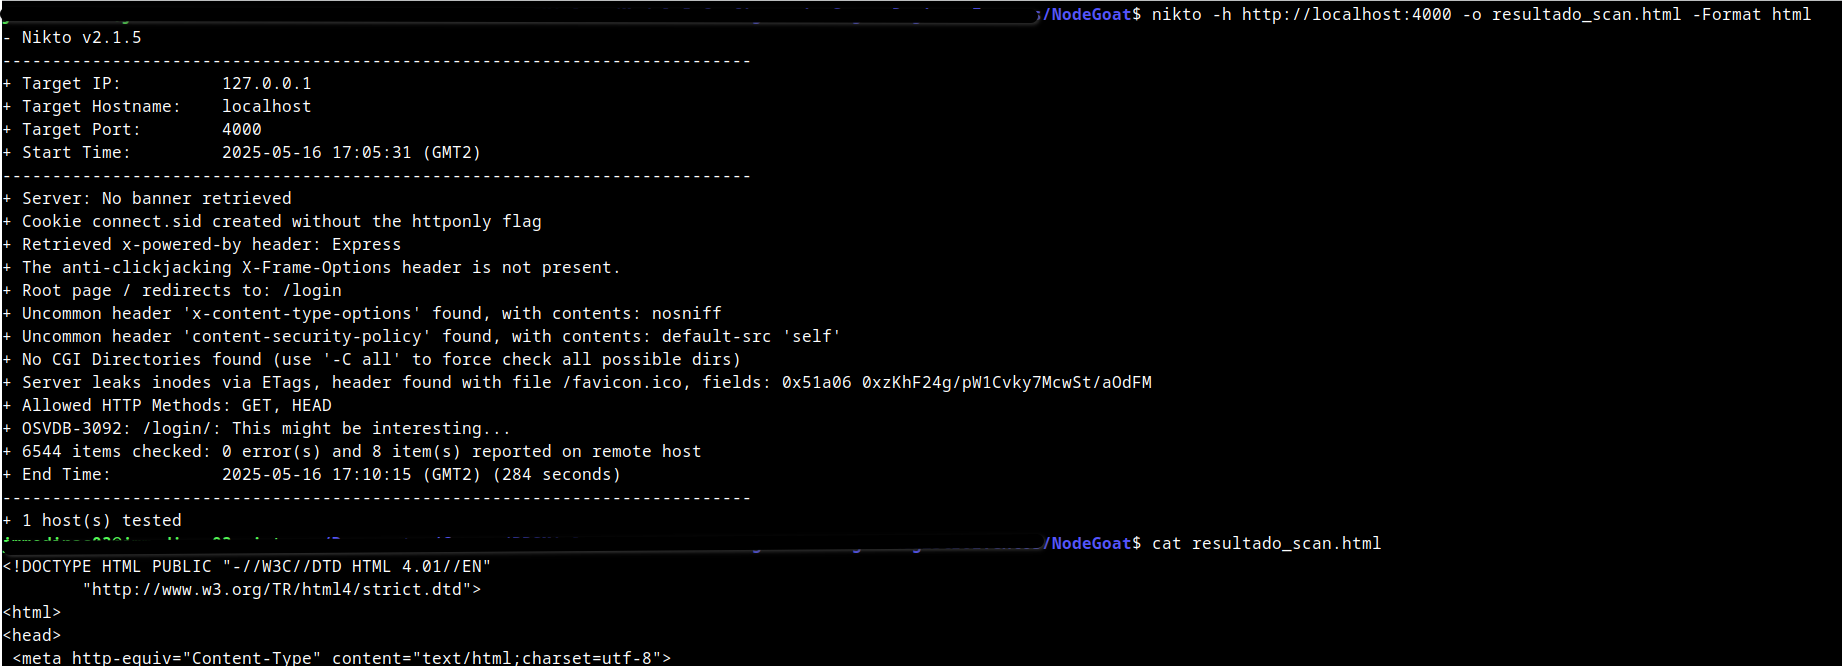 /NodeGoat$ nikto -h http://localhost:4000 -o resultado_scan.html -Format html
- Nikto v2.1.5
---------------------------------------------------------------------------
+ Target IP:          127.0.0.1
+ Target Hostname:    localhost
+ Target Port:        4000
+ Start Time:         2025-05-16 17:05:31 (GMT2)
---------------------------------------------------------------------------
+ Server: No banner retrieved
+ Cookie connect.sid created without the httponly flag
+ Retrieved x-powered-by header: Express
+ The anti-clickjacking X-Frame-Options header is not present.
+ Root page / redirects to: /login
+ Uncommon header 'x-content-type-options' found, with contents: nosniff
+ Uncommon header 'content-security-policy' found, with contents: default-src 'self'
+ No CGI Directories found (use '-C all' to force check all possible dirs)
+ Server leaks inodes via ETags, header found with file /favicon.ico, fields: 0x51a06 0xzKhF24g/pW1Cvky7McwSt/aOdFM
+ Allowed HTTP Methods: GET, HEAD
+ OSVDB-3092: /login/: This might be interesting...
+ 6544 items checked: 0 error(s) and 8 item(s) reported on remote host
+ End Time:           2025-05-16 17:10:15 (GMT2) (284 seconds)
---------------------------------------------------------------------------
+ 1 host(s) tested
/NodeGoat$ cat resultado_scan.html
<!DOCTYPE HTML PUBLIC "-//W3C//DTD HTML 4.01//EN"
        "http://www.w3.org/TR/html4/strict.dtd">
<html>
<head>
 <meta http-equiv="Content-Type" content="text/html;charset=utf-8">